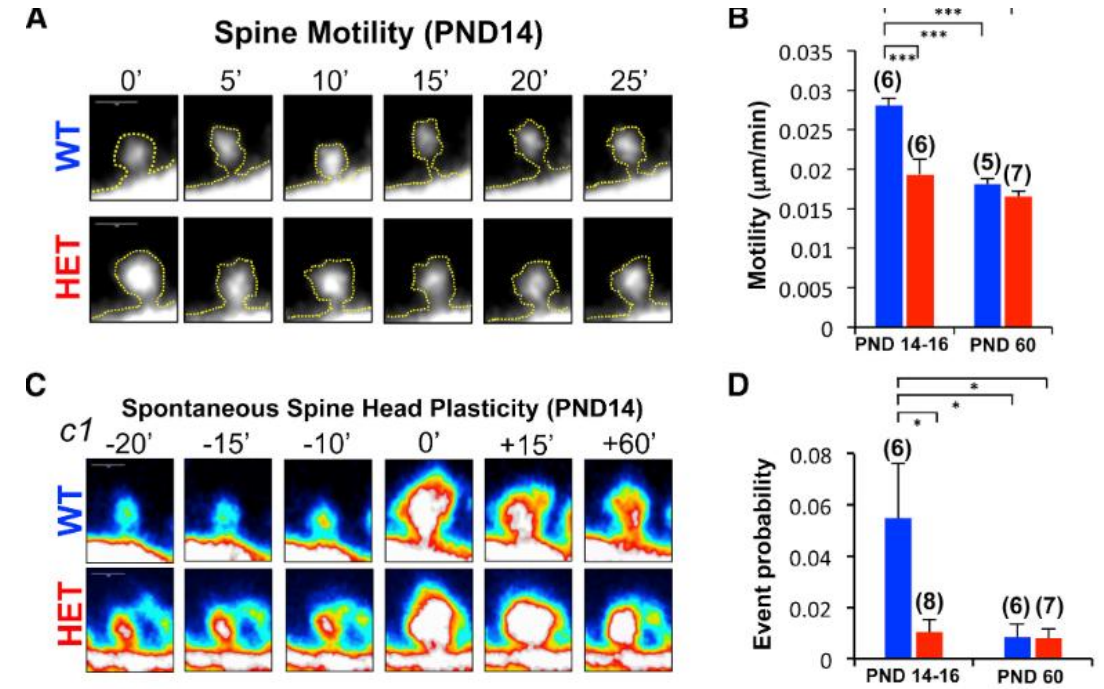 A
Spine Motility (PND14)
0’ 5’ 10’ 15’ 20’ 25’
WT
HET
B
***
***
***
0.035
0.03
0.025
0.02
0.015
0.01
0.005
0
Motility (μm/min)
(6)
(6)
(5) (7)
PND 14-16 PND 60
C
Spontaneous Spine Head Plasticity (PND14)
c1 -20’ -15’ -10’ 0’ +15’ +60’
WT
HET
D
*
*
*
0.08
0.06
0.04
0.02
0
Event probability
(6)
(8) (6) (7)
PND 14-16 PND 60